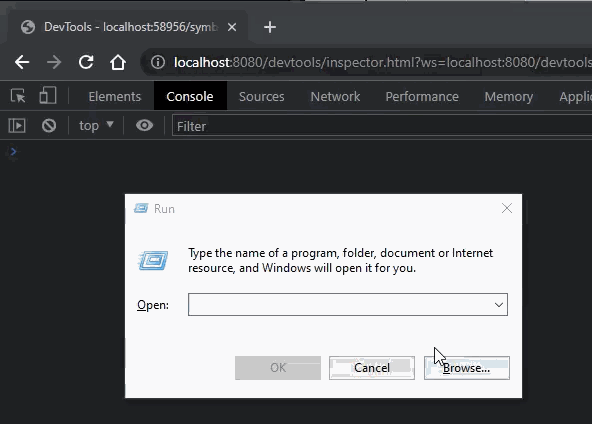 DevTools - localhost:58956/symb
localhost:8080/devtools/inspector.html?ws=localhost:8080/devtools
Elements Console Sources Network Performance Memory Applic
top Filter
Run
Type the name of a program, folder, document or Internet
resource, and Windows will open it for you.
Open:
OK Cancel Browse...